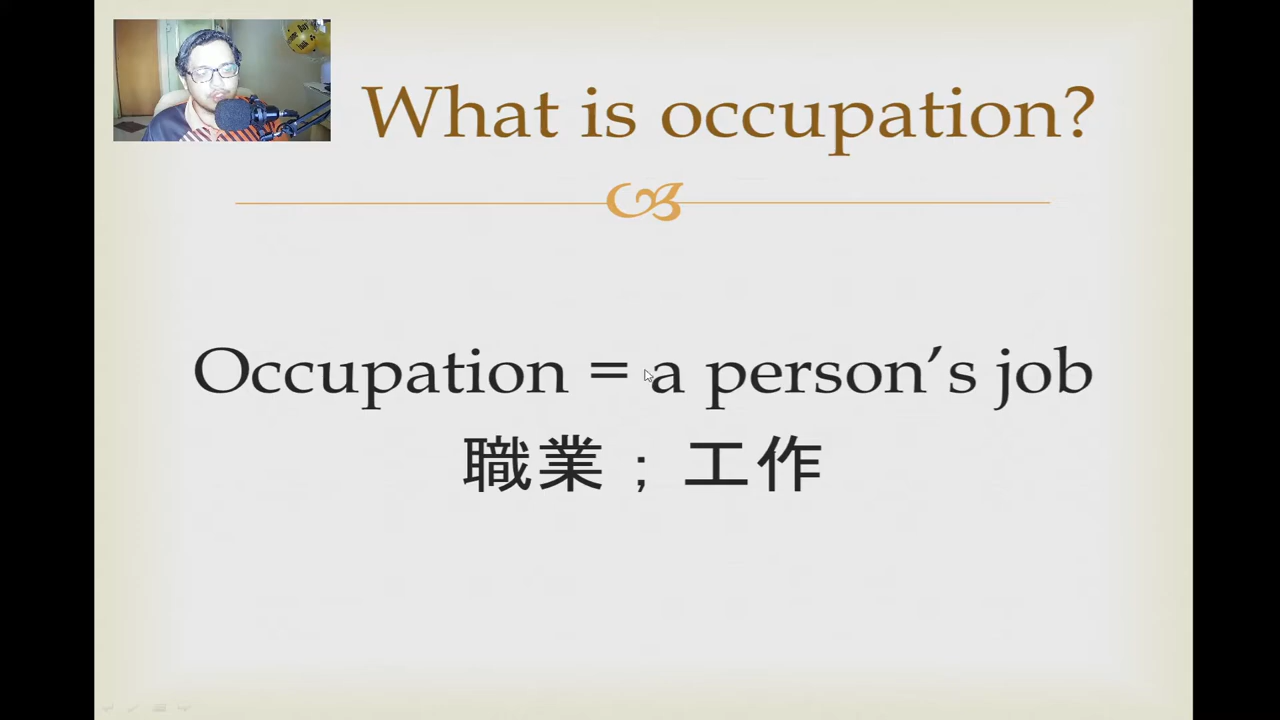 What is occupation?
Occupation = a person’s job
職業；工作